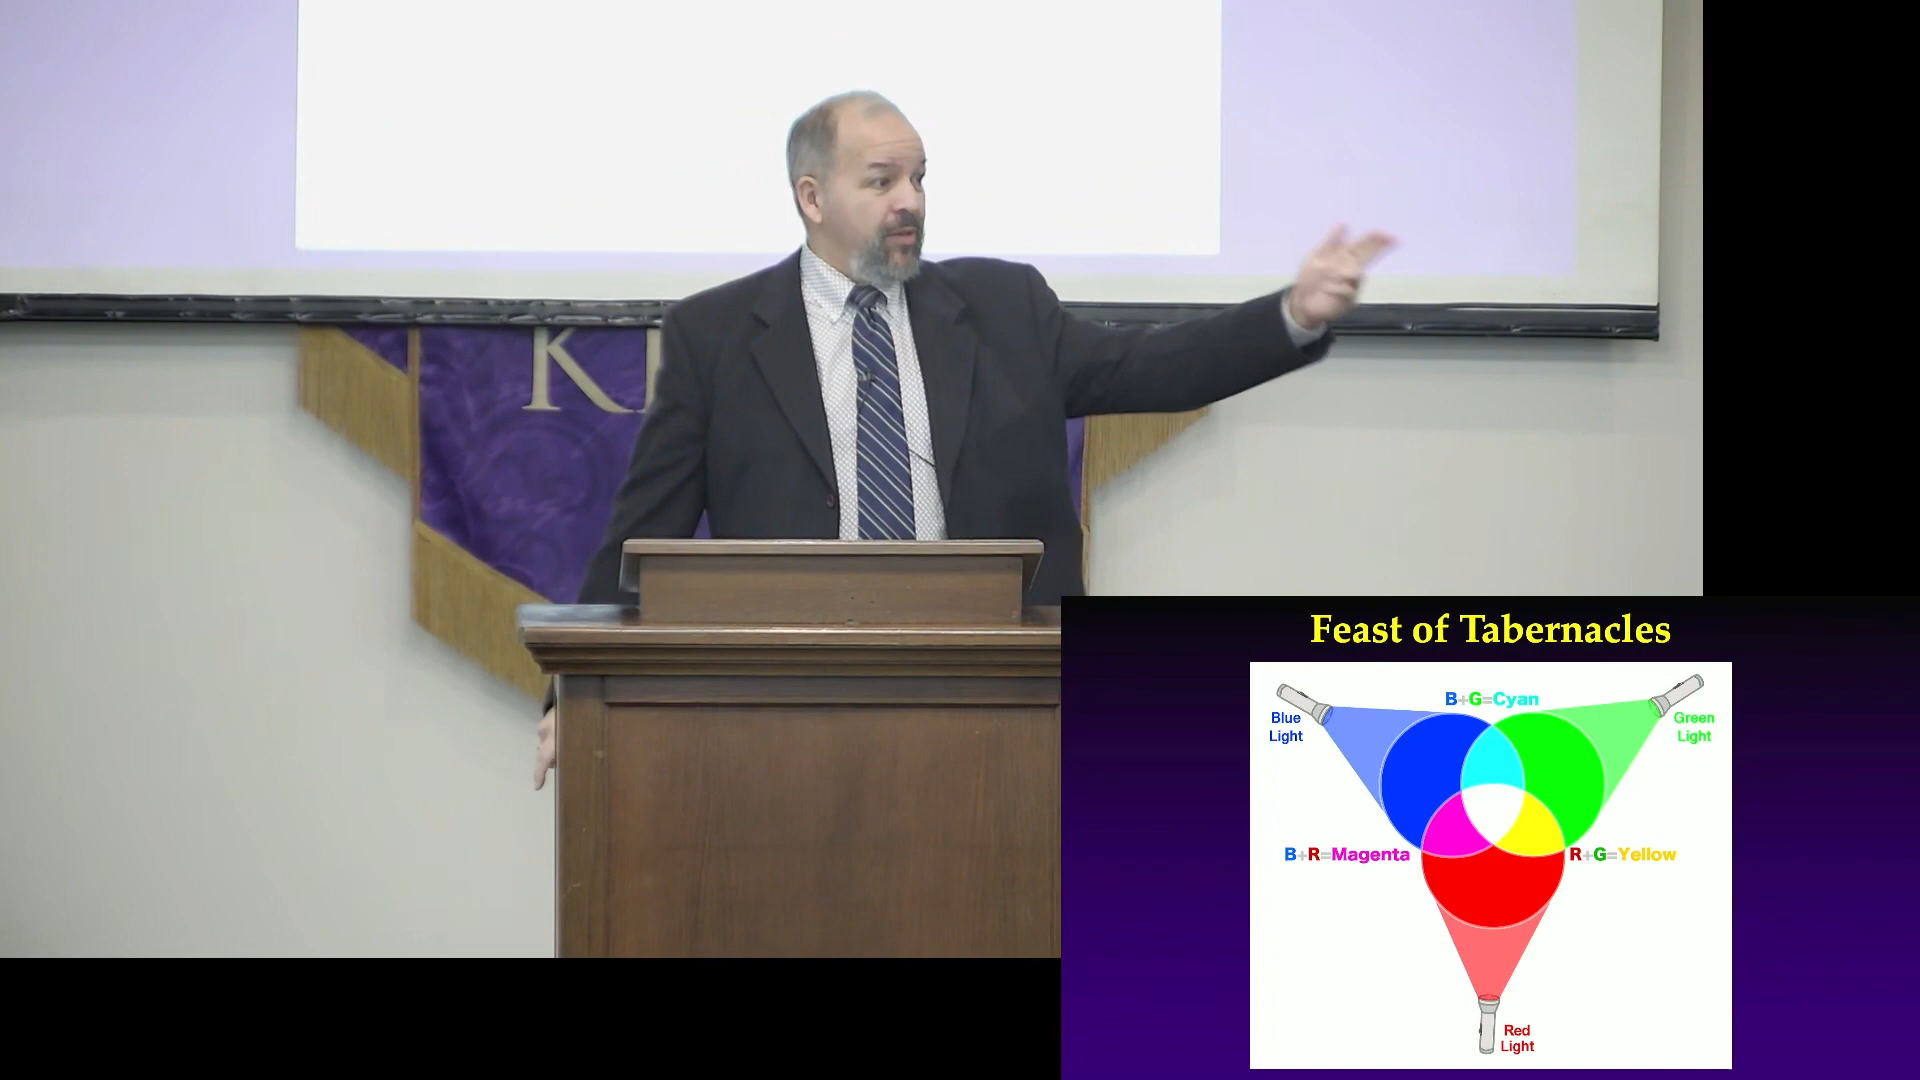 Feast of Tabernacles
B+G=Cyan
Blue
Light
Green
Light
B+R=Magenta
R+G=Yellow
Red
Light